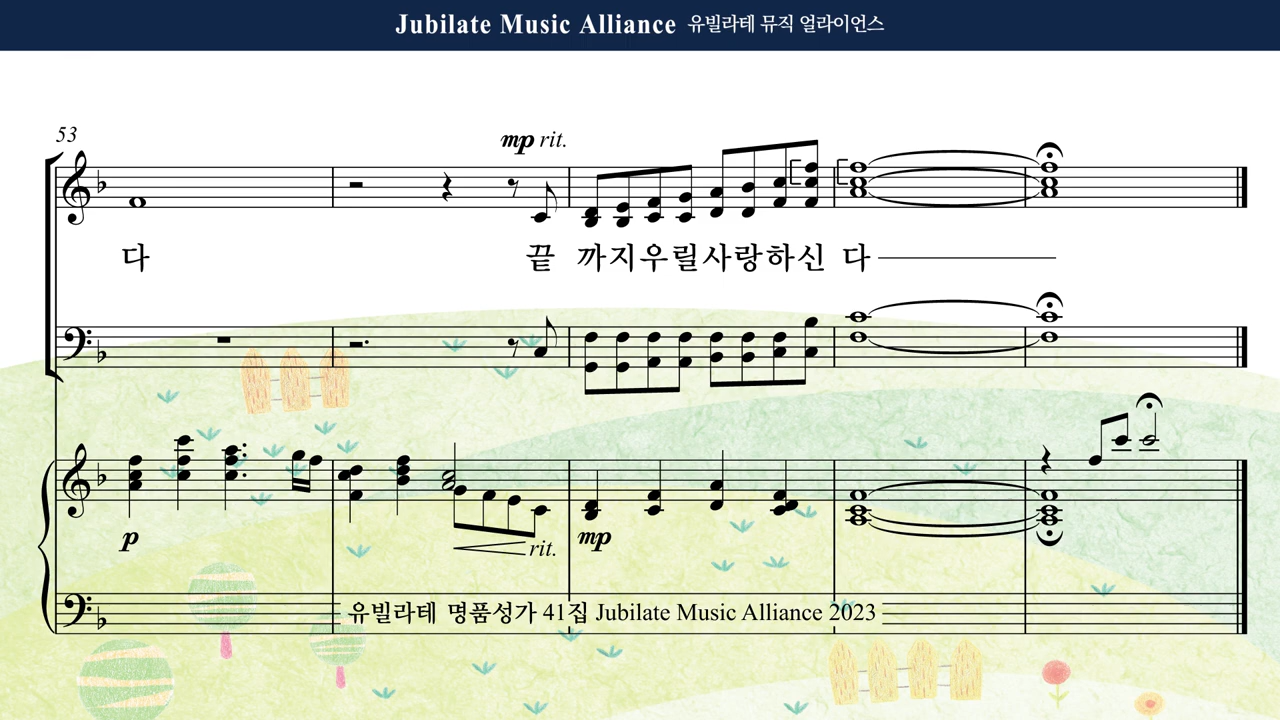 Jubilate Music Alliance 유빌라테 뮤직 얼라이언스
53
mp rit.
다 끝 까지우릴사랑하신 다
p
rit.
mp
유빌라테 명품성가 41집 Jubilate Music Alliance 2023